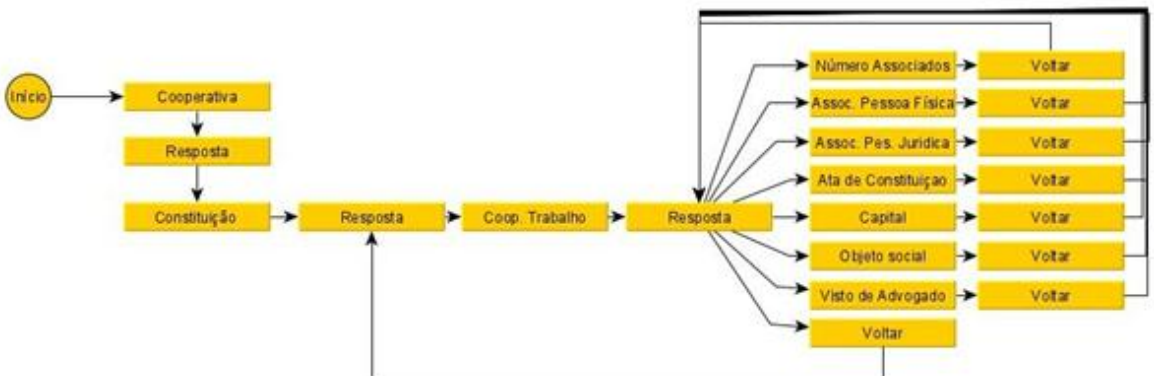 Início
Cooperativa
Resposta
Constituição
Resposta
Coop. Trabalho
Resposta
Número Associados
Voltar
Assoc. Pessoa Física
Voltar
Assoc. Pes. Juridica
Voltar
Ata de Constituiçao
Voltar
Capital
Voltar
Objeto social
Voltar
Visto de Advogado
Voltar
Voltar